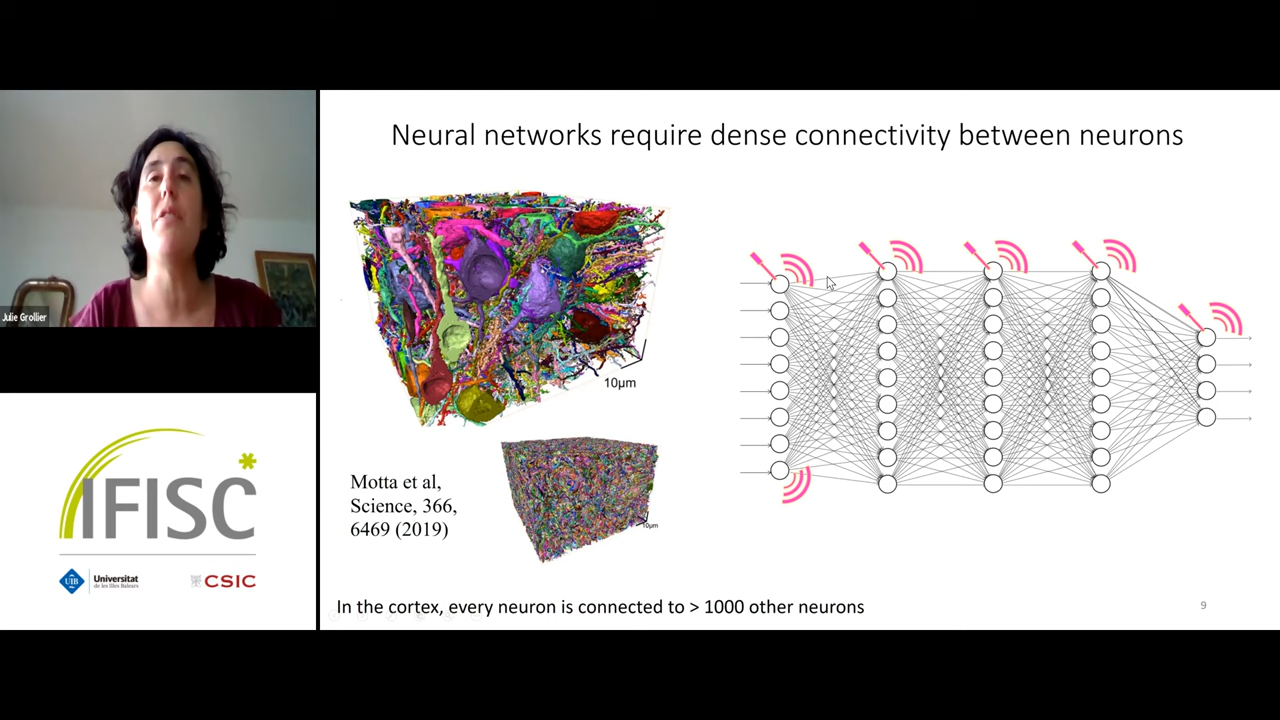 Neural networks require dense connectivity between neurons
Julie Grollier
10µm
Motta et al,
Science, 366,
6469 (2019)
10µm
IFISC
UIB
Universitat
de les Illes Balears
CSIC
In the cortex, every neuron is connected to > 1000 other neurons
9